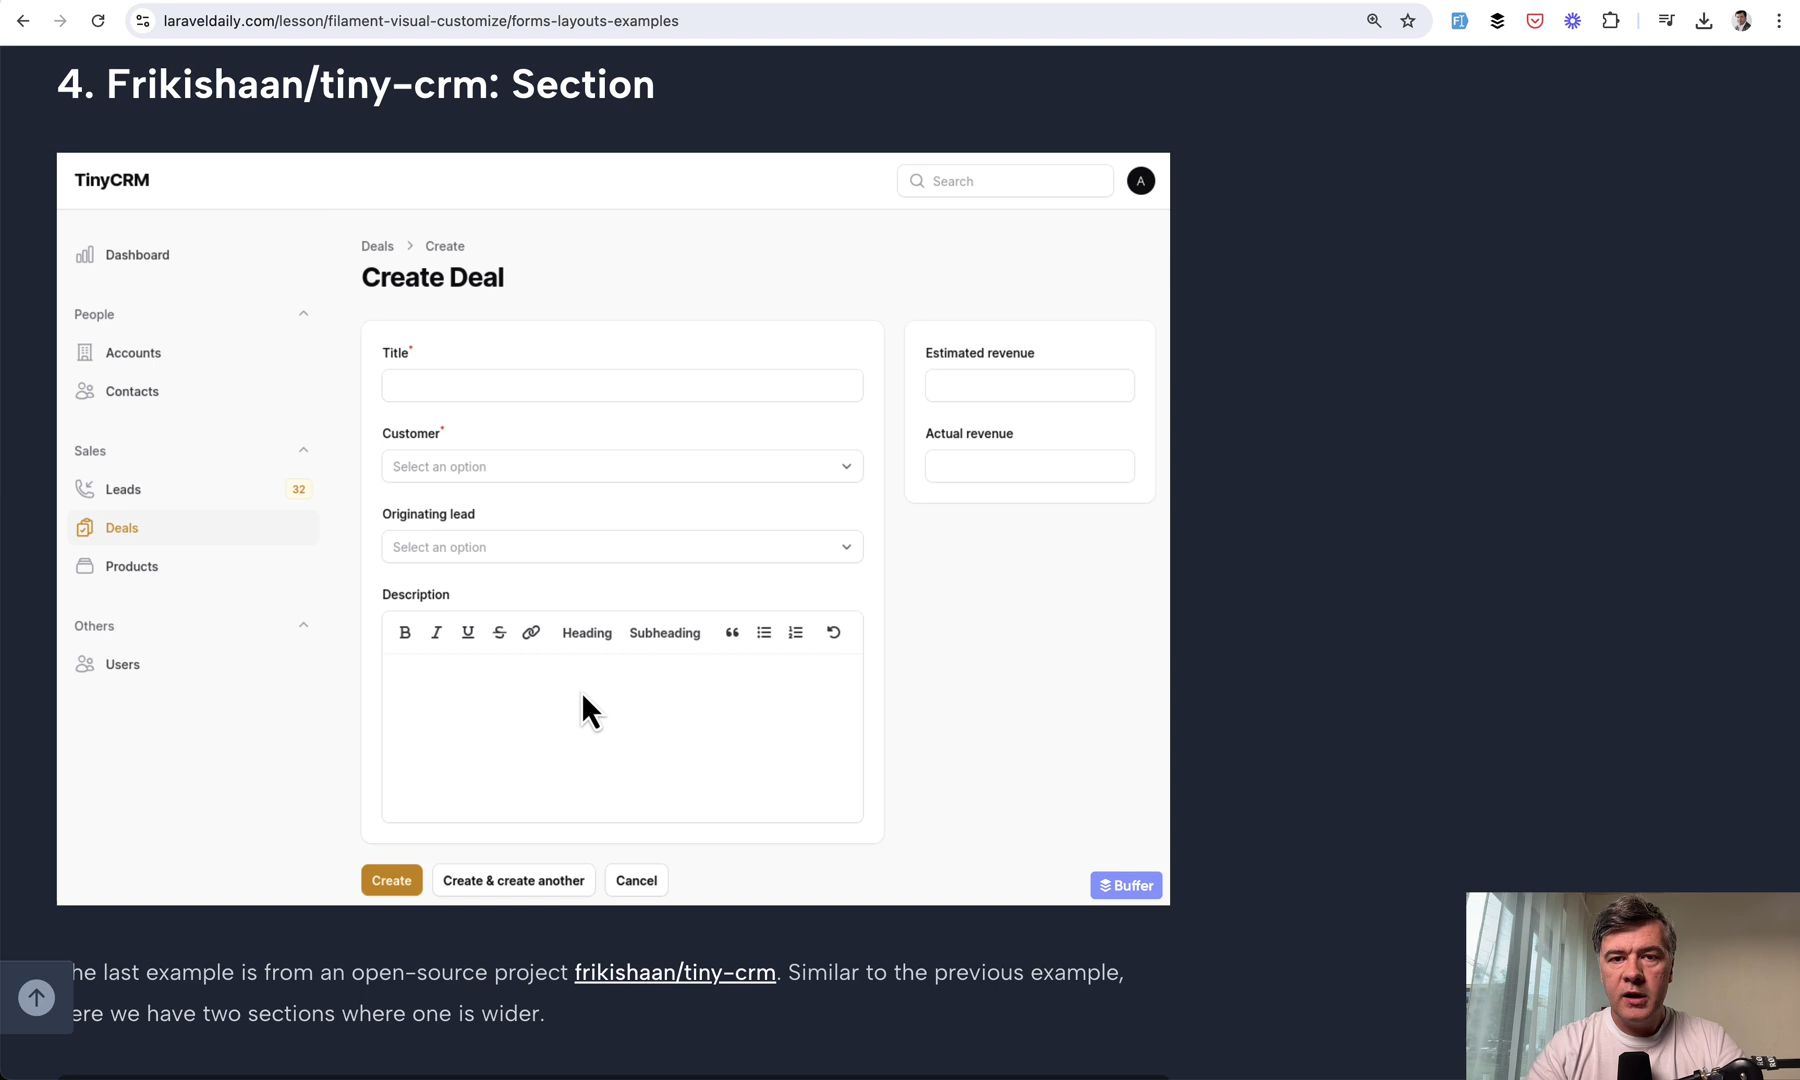 laraveldaily.com/lesson/filament-visual-customize/forms-layouts-examples
4. Frikishaan/tiny-crm: Section
TinyCRM
Search
A
Dashboard
People
Accounts
Contacts
Sales
Leads
32
Deals
Products
Others
Users
Deals > Create
Create Deal
Title*
Customer*
Select an option
Originating lead
Select an option
Description
B I U S Heading Subheading
Estimated revenue
Actual revenue
Create
Create & create another
Cancel
Buffer
he last example is from an open-source project frikishaan/tiny-crm. Similar to the previous example,
ere we have two sections where one is wider.